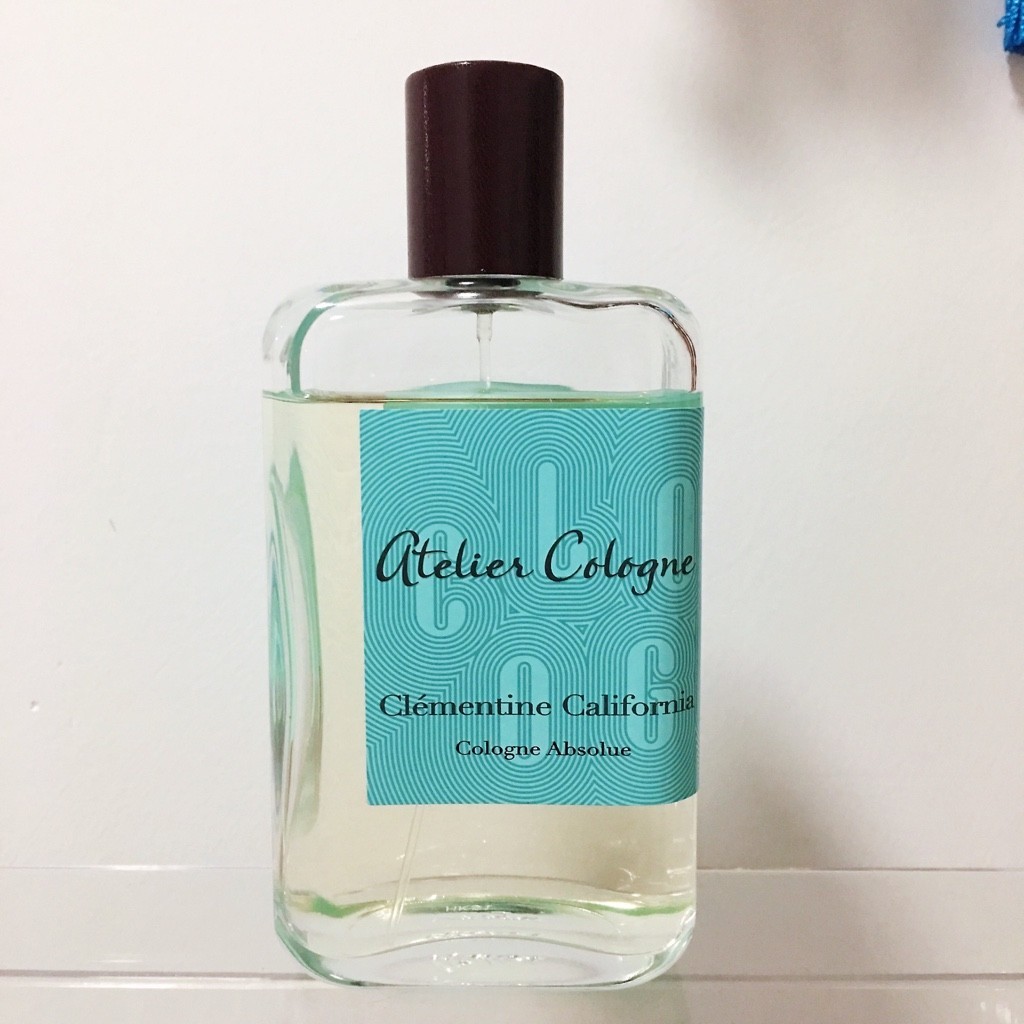 Atelier Cologne
Clémentine California
Cologne Absolue